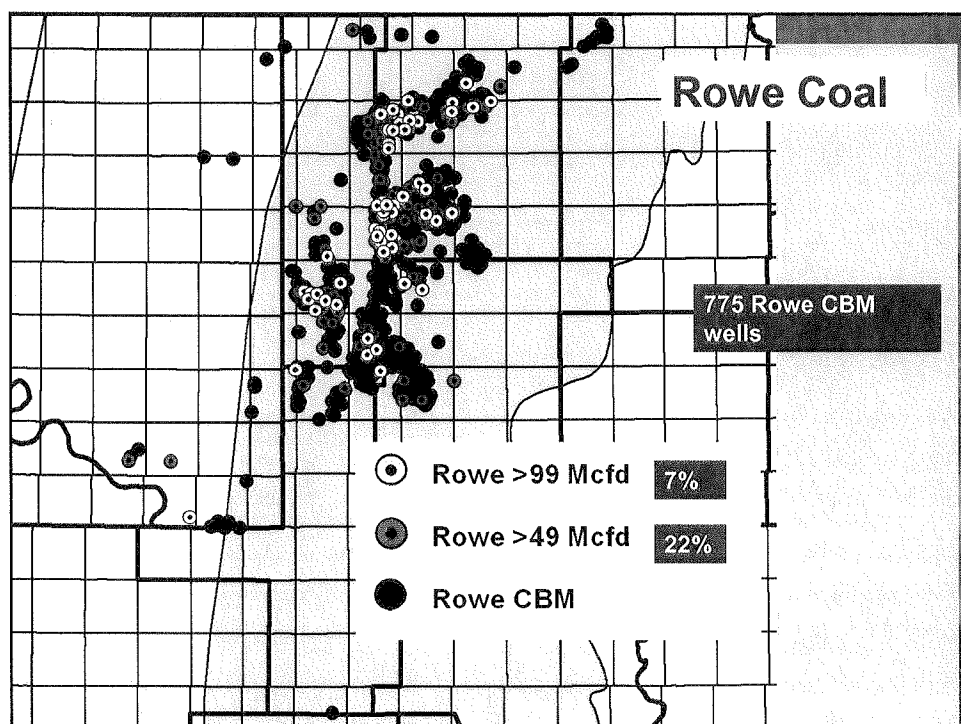 Rowe Coal
775 Rowe CBM
wells
Rowe >99 Mcfd 7%
Rowe >49 Mcfd 22%
Rowe CBM